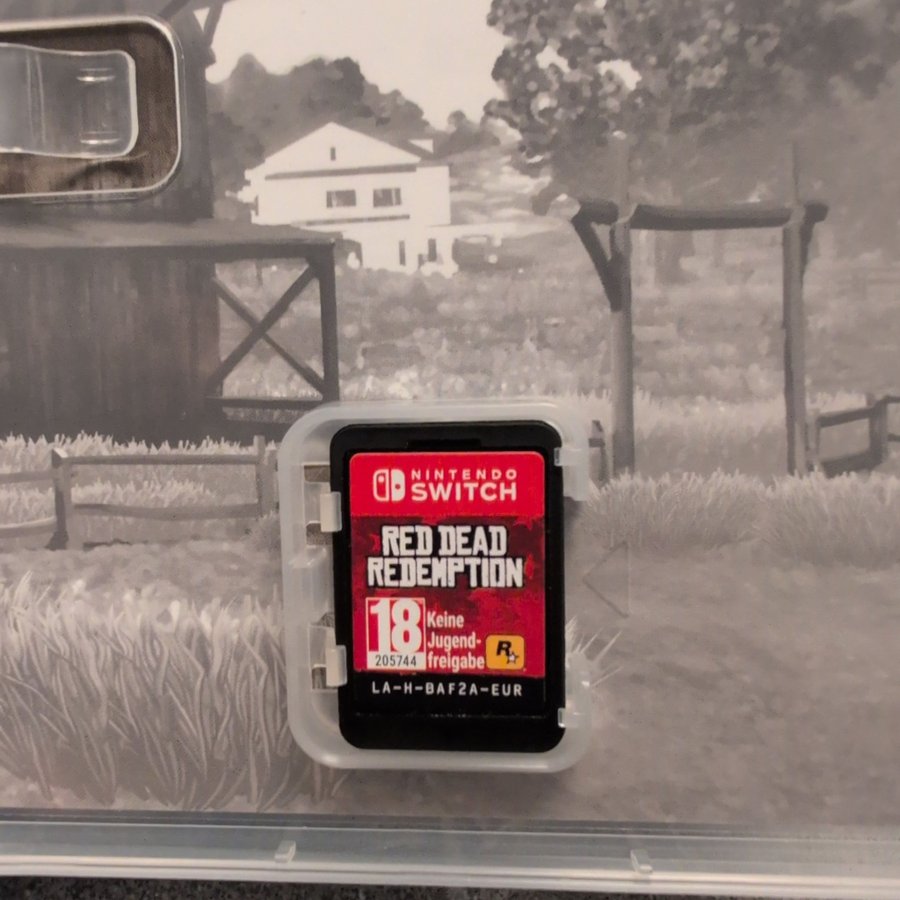 NINTENDO
SWITCH
RED DEAD
REDEMPTION
18
205744
Keine
Jugend-
freigabe
R
LA-H-BAF2A-EUR